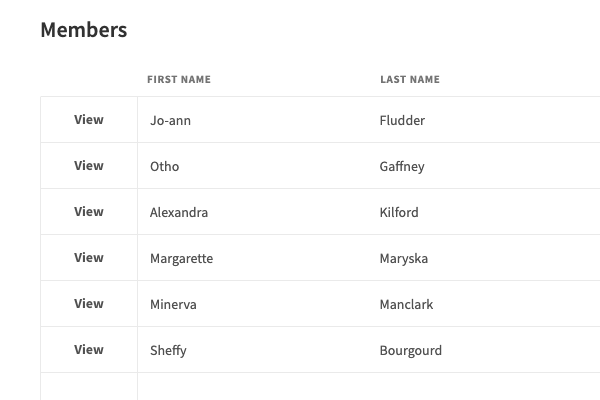 Members
FIRST NAME LAST NAME
View Jo-ann Fludder
View Otho Gaffney
View Alexandra Kilford
View Margarette Maryska
View Minerva Manclark
View Sheffy Bourgourd